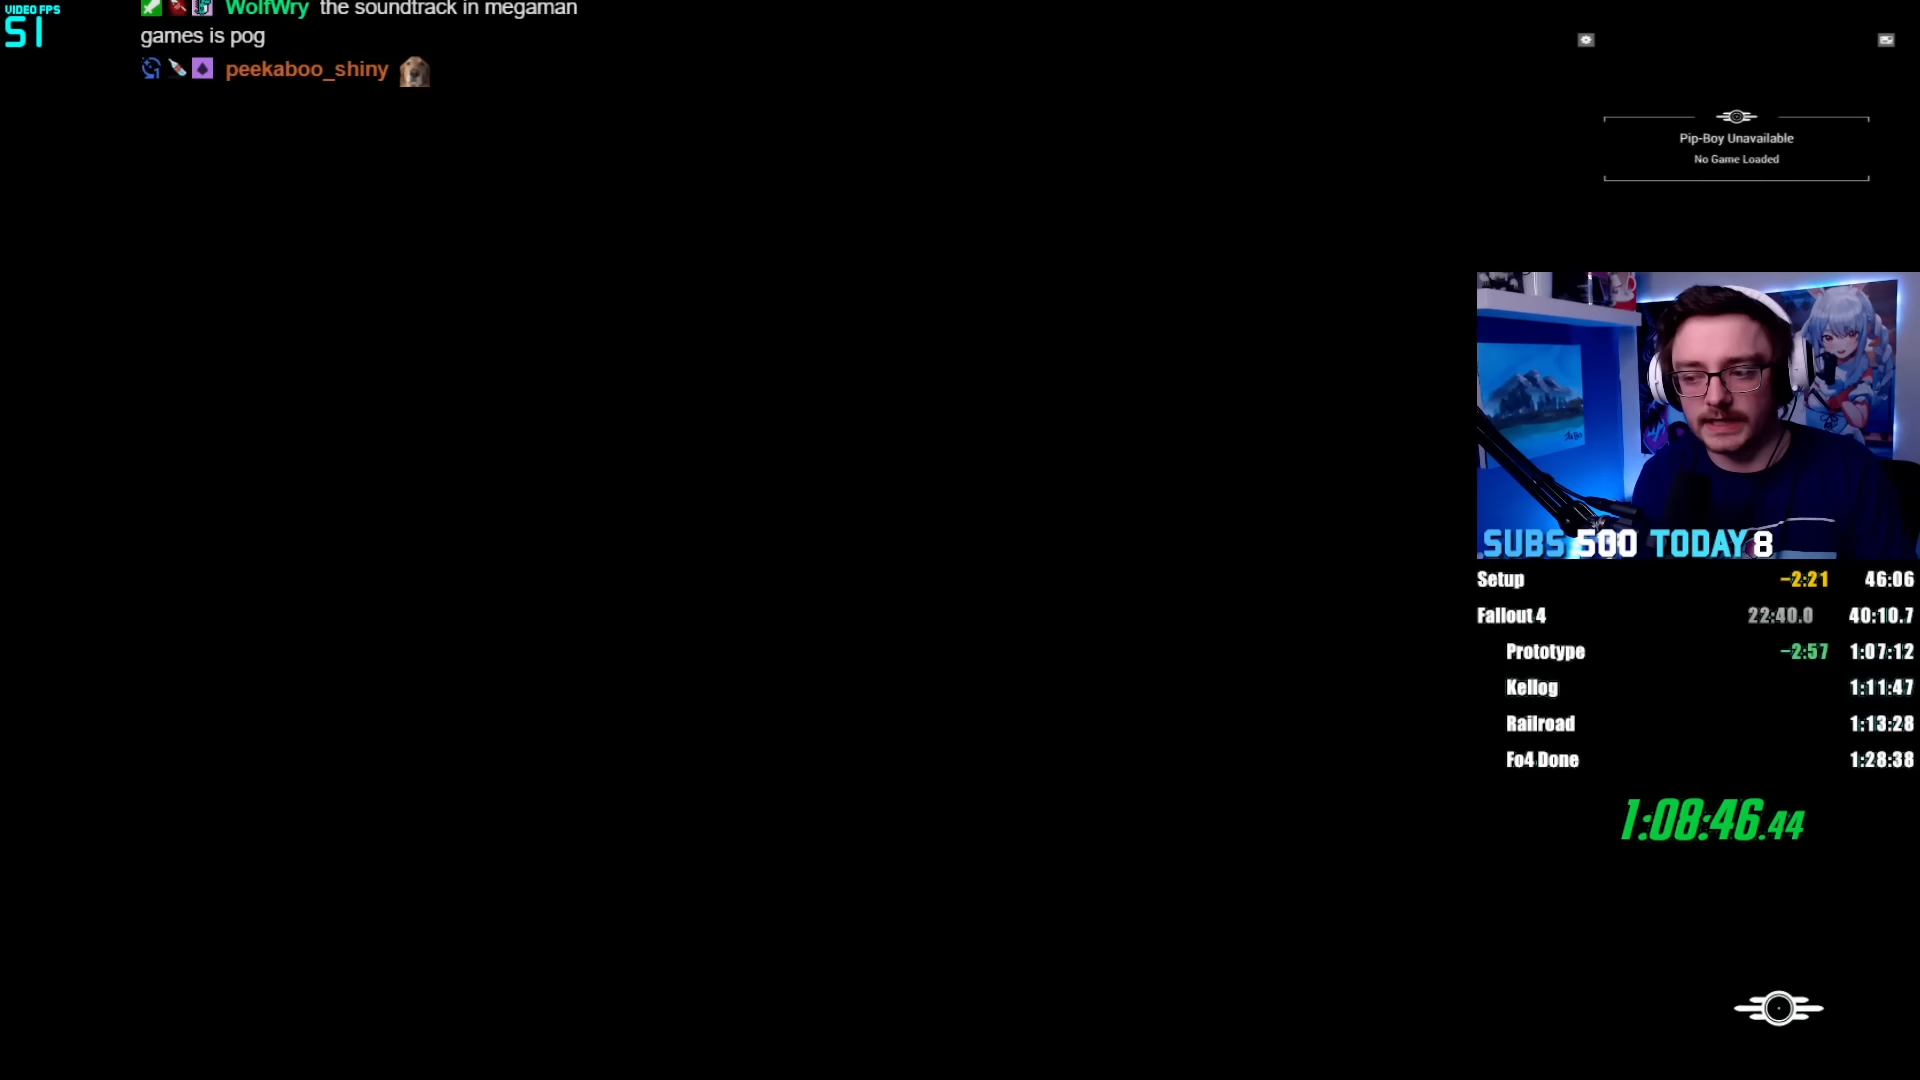 VIDEO FPS
51
WolfWry the soundtrack in megaman
games is pog
peekaboo_shiny
Pip-Boy Unavailable
No Game Loaded
SUBS 500 TODAY 8
Setup -2:21 46:06
Fallout 4 22:40.0 40:10.7
Prototype -2:57 1:07:12
Kellog 1:11:47
Railroad 1:13:28
Fo4 Done 1:28:38
1:08:46.44